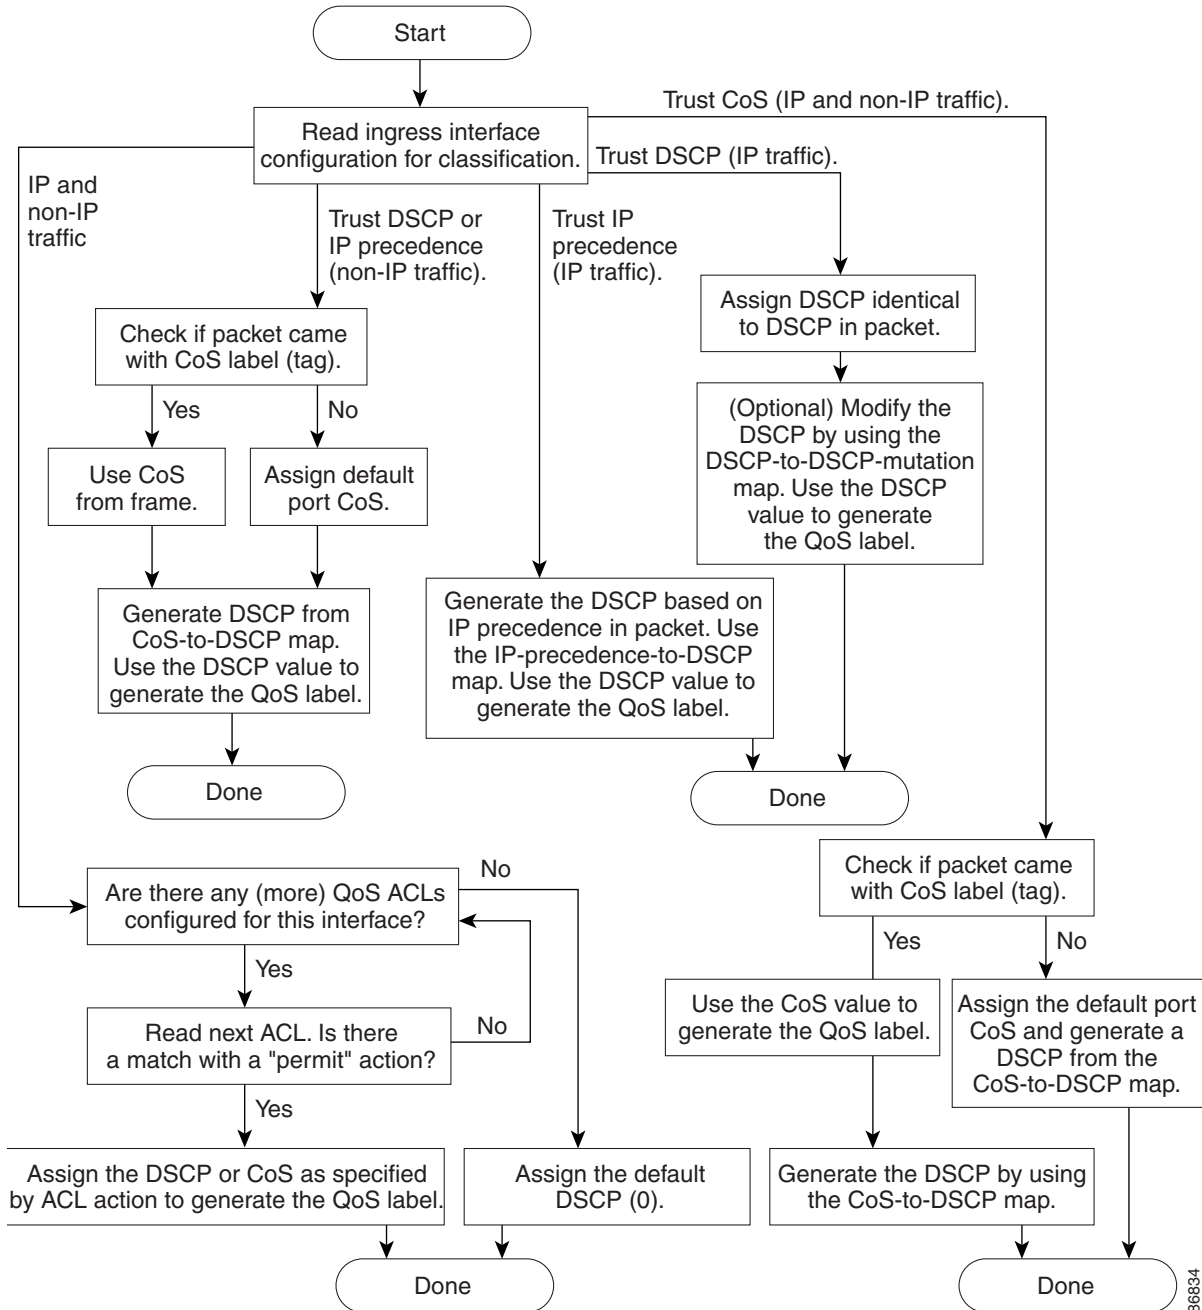 Start
Read ingress interface
configuration for classification.
Trust CoS (IP and non-IP traffic).
Trust DSCP (IP traffic).
IP and
non-IP
traffic
Trust DSCP or
IP precedence
(non-IP traffic).
Trust IP
precedence
(IP traffic).
Assign DSCP identical
to DSCP in packet.
Check if packet came
with CoS label (tag).
Yes
No
(Optional) Modify the
DSCP by using the
DSCP-to-DSCP-mutation
map. Use the DSCP
value to generate
the QoS label.
Use CoS
from frame.
Assign default
port CoS.
Generate DSCP from
CoS-to-DSCP map.
Use the DSCP value to
generate the QoS label.
Generate the DSCP based on
IP precedence in packet. Use
the IP-precedence-to-DSCP
map. Use the DSCP value to
generate the QoS label.
Done
Done
Check if packet came
with CoS label (tag).
Are there any (more) QoS ACLs
configured for this interface?
No
Yes
Yes
No
Read next ACL. Is there
a match with a "permit" action?
No
Use the CoS value to
generate the QoS label.
Assign the default port
CoS and generate a
DSCP from the
CoS-to-DSCP map.
Yes
Assign the DSCP or CoS as specified
by ACL action to generate the QoS label.
Assign the default
DSCP (0).
Generate the DSCP by using
the CoS-to-DSCP map.
Done
Done
86834